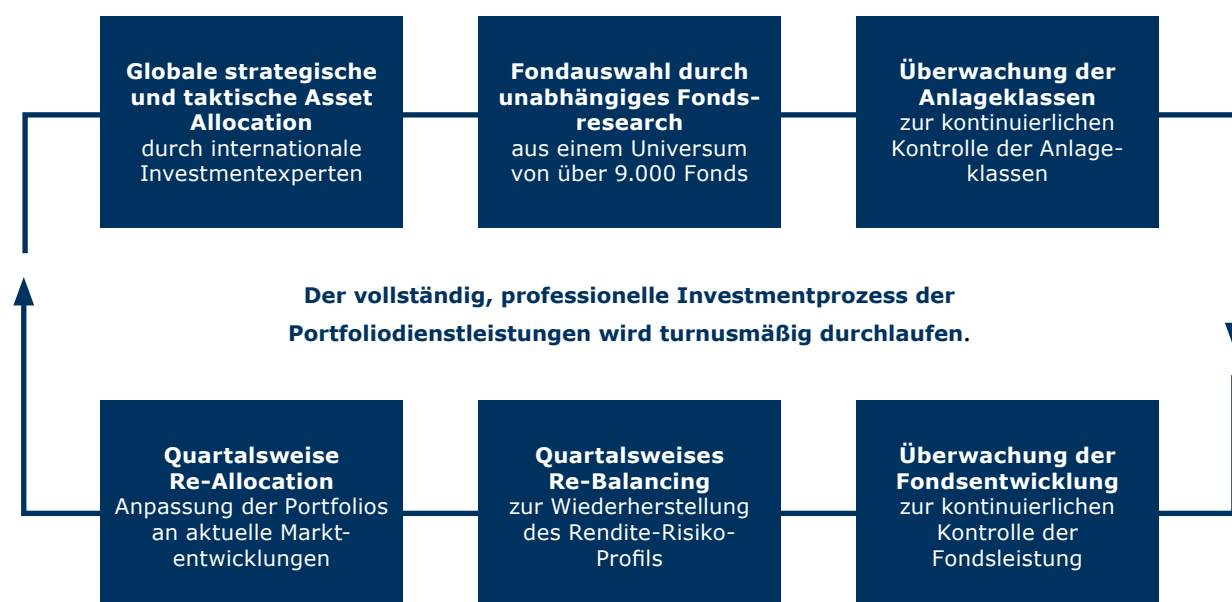 Globale strategische
und taktische Asset
Allocation
durch internationale
Investmentexperten
Fondauswahl durch
unabhängiges Fonds-
research
aus einem Universum
von über 9.000 Fonds
Überwachung der
Anlageklassen
zur kontinuierlichen
Kontrolle der Anlage-
klassen
Der vollständig, professionelle Investmentprozess der
Portfoliodienstleistungen wird turnusmäßig durchlaufen.
Quartalsweise
Re-Allocation
Anpassung der Portfolios
an aktuelle Markt-
entwicklungen
Quartalsweises
Re-Balancing
zur Wiederherstellung
des Rendite-Risiko-
Profils
Überwachung der
Fondsentwicklung
zur kontinuierlichen
Kontrolle der
Fondsleistung